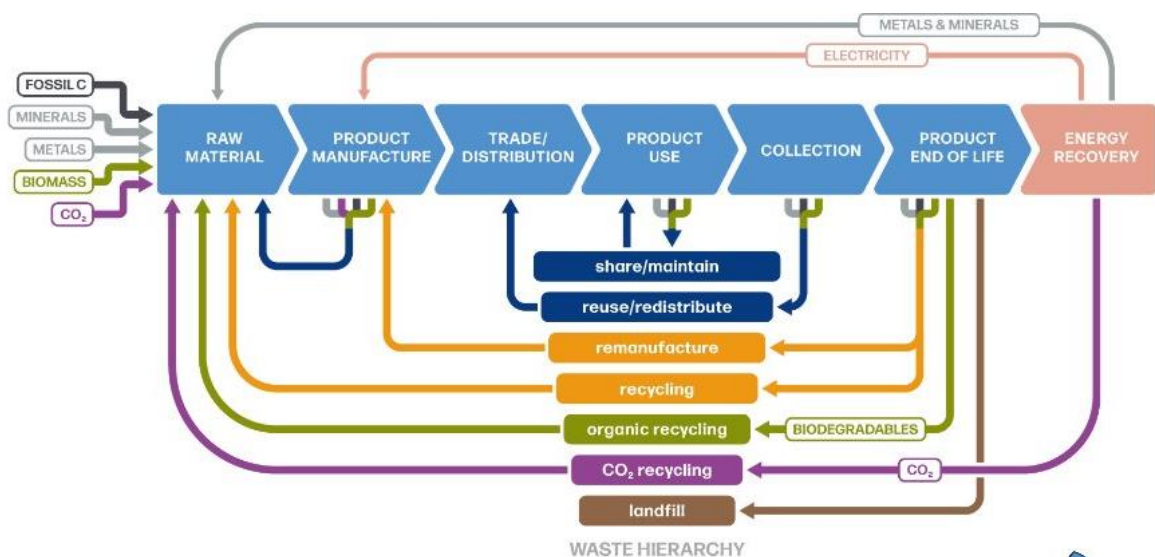 METALS & MINERALS
ELECTRICITY
FOSSIL C
MINERALS
METALS
BIOMASS
CO₂
RAW
MATERIAL
PRODUCT
MANUFACTURE
TRADE/
DISTRIBUTION
PRODUCT
USE
COLLECTION
PRODUCT
END OF LIFE
ENERGY
RECOVERY
share/maintain
reuse/redistribute
remanufacture
recycling
organic recycling
BIODEGRADABLES
CO₂ recycling
CO₂
landfill
WASTE HIERARCHY